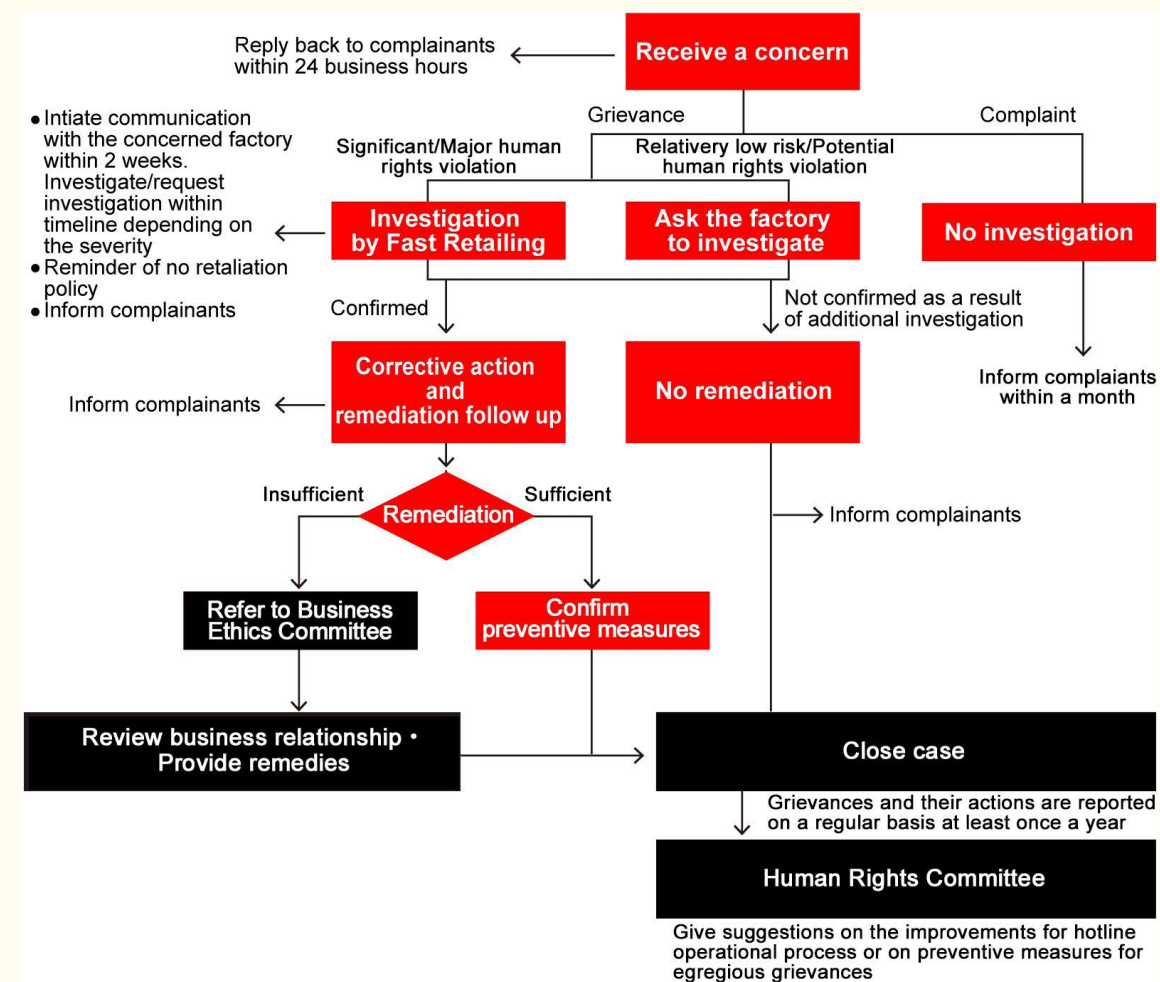 Receive a concern
Reply back to complainants
within 24 business hours
Grievance
Complaint
● Intiate communication
with the concerned factory
within 2 weeks.
Investigate/request
investigation within
timeline depending on
the severity
● Reminder of no retaliation
policy
● Inform complainants
Significant/Major human
rights violation
Relativery low risk/Potential
human rights violation
Investigation
by Fast Retailing
Ask the factory
to investigate
No investigation
Confirmed
Not confirmed as a result
of additional investigation
Corrective action
and
remediation follow up
No remediation
Inform complaiants
within a month
Inform complainants
Insufficient
Sufficient
Remediation
Inform complainants
Refer to Business
Ethics Committee
Confirm
preventive measures
Review business relationship・
Provide remedies
Close case
Grievances and their actions are reported
on a regular basis at least once a year
Human Rights Committee
Give suggestions on the improvements for hotline
operational process or on preventive measures for
egregious grievances